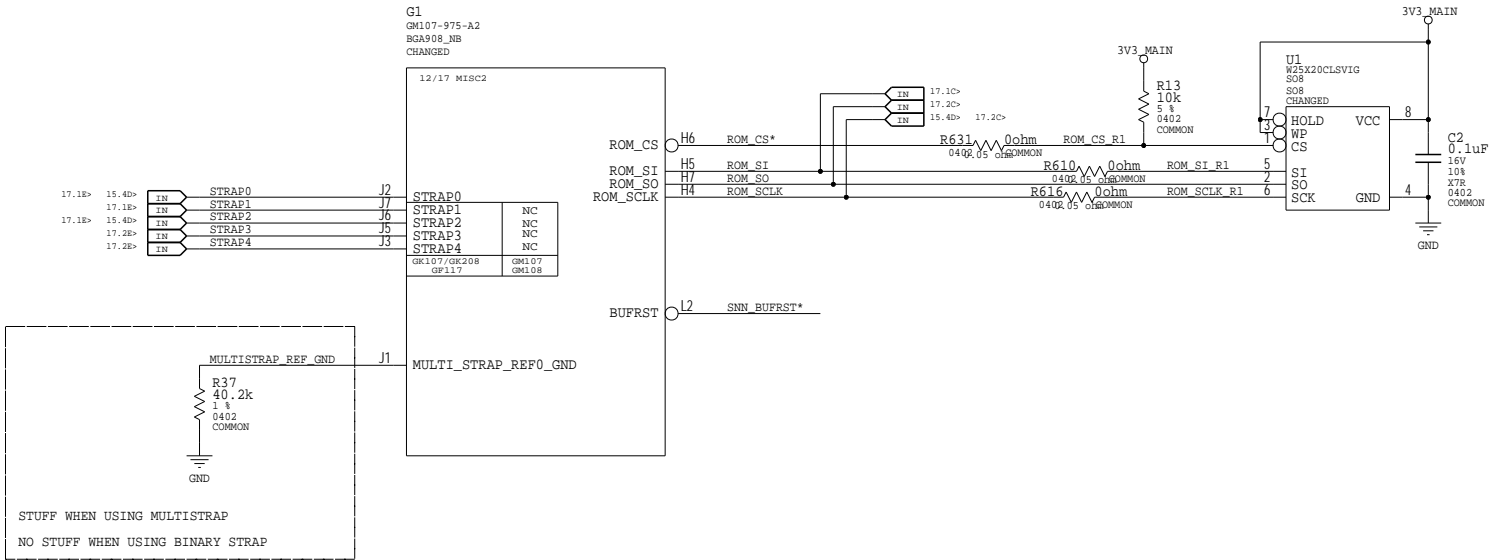 G1
GM107-975-A2
BGA908_NB
CHANGED
12/17 MISC2
3V3_MAIN
3V3_MAIN
R13
10k
5 %
0402
COMMON
U1
W25X20CLSVIG
SO8
SO8
CHANGED
IN 17.1C>
IN 17.2C>
IN 15.4D> 17.2C>
7 HOLD VCC 8
3 WP
1 CS
5 SI
2 SO
6 SCK GND 4
C2
0.1uF
16V
10%
X7R
0402
COMMON
GND
ROM_CS H6 ROM_CS* R631 0ohm ROM_CS_R1
0402 0.05 ohm COMMON
ROM_SI H5 ROM_SI R610 0ohm ROM_SI_R1
0402 0.05 ohm COMMON
ROM_SO H7 ROM_SO
ROM_SCLK H4 ROM_SCLK R616 0ohm ROM_SCLK_R1
0402 0.05 ohm COMMON
17.1E> 15.4D> IN STRAP0 J2 STRAP0
17.1E> IN STRAP1 J7 STRAP1 NC
17.1E> 15.4D> IN STRAP2 J6 STRAP2 NC
17.2E> IN STRAP3 J5 STRAP3 NC
17.2E> IN STRAP4 J3 STRAP4 NC
GK107/GK208 GM107
GF117 GM108
BUFRST L2 SNN_BUFRST*
MULTISTRAP_REF_GND J1 MULTI_STRAP_REF0_GND
R37
40.2k
1 %
0402
COMMON
GND
STUFF WHEN USING MULTISTRAP
NO STUFF WHEN USING BINARY STRAP